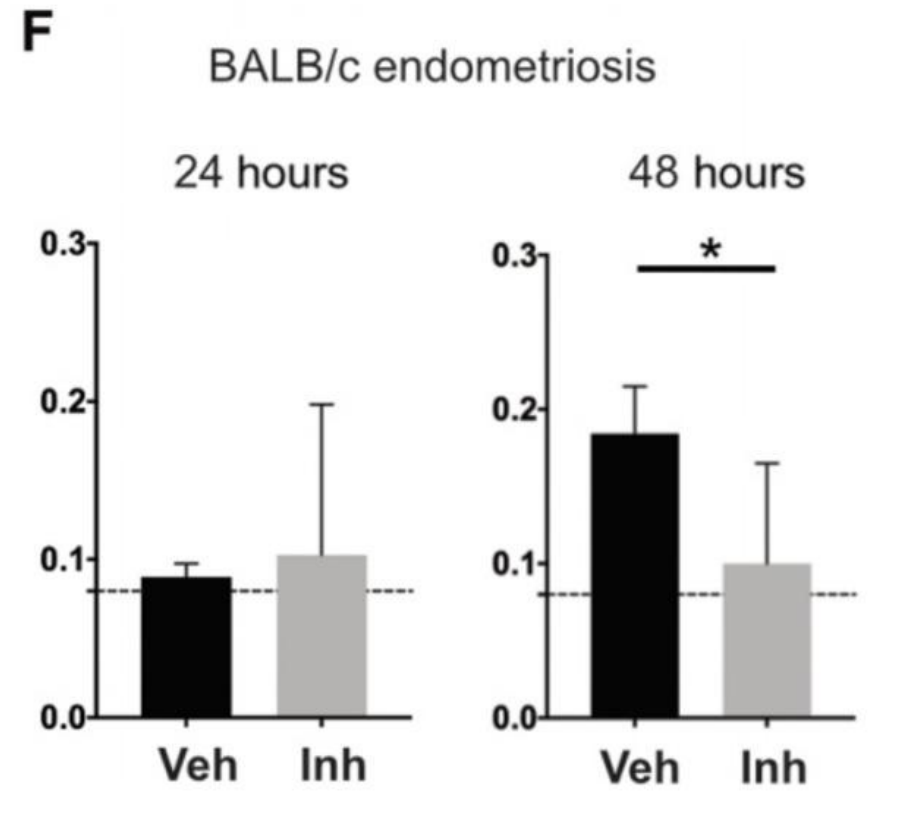 F
BALB/c endometriosis
24 hours
0.3
0.2
0.1
0.0
Veh Inh
48 hours
*
0.3
0.2
0.1
0.0
Veh Inh